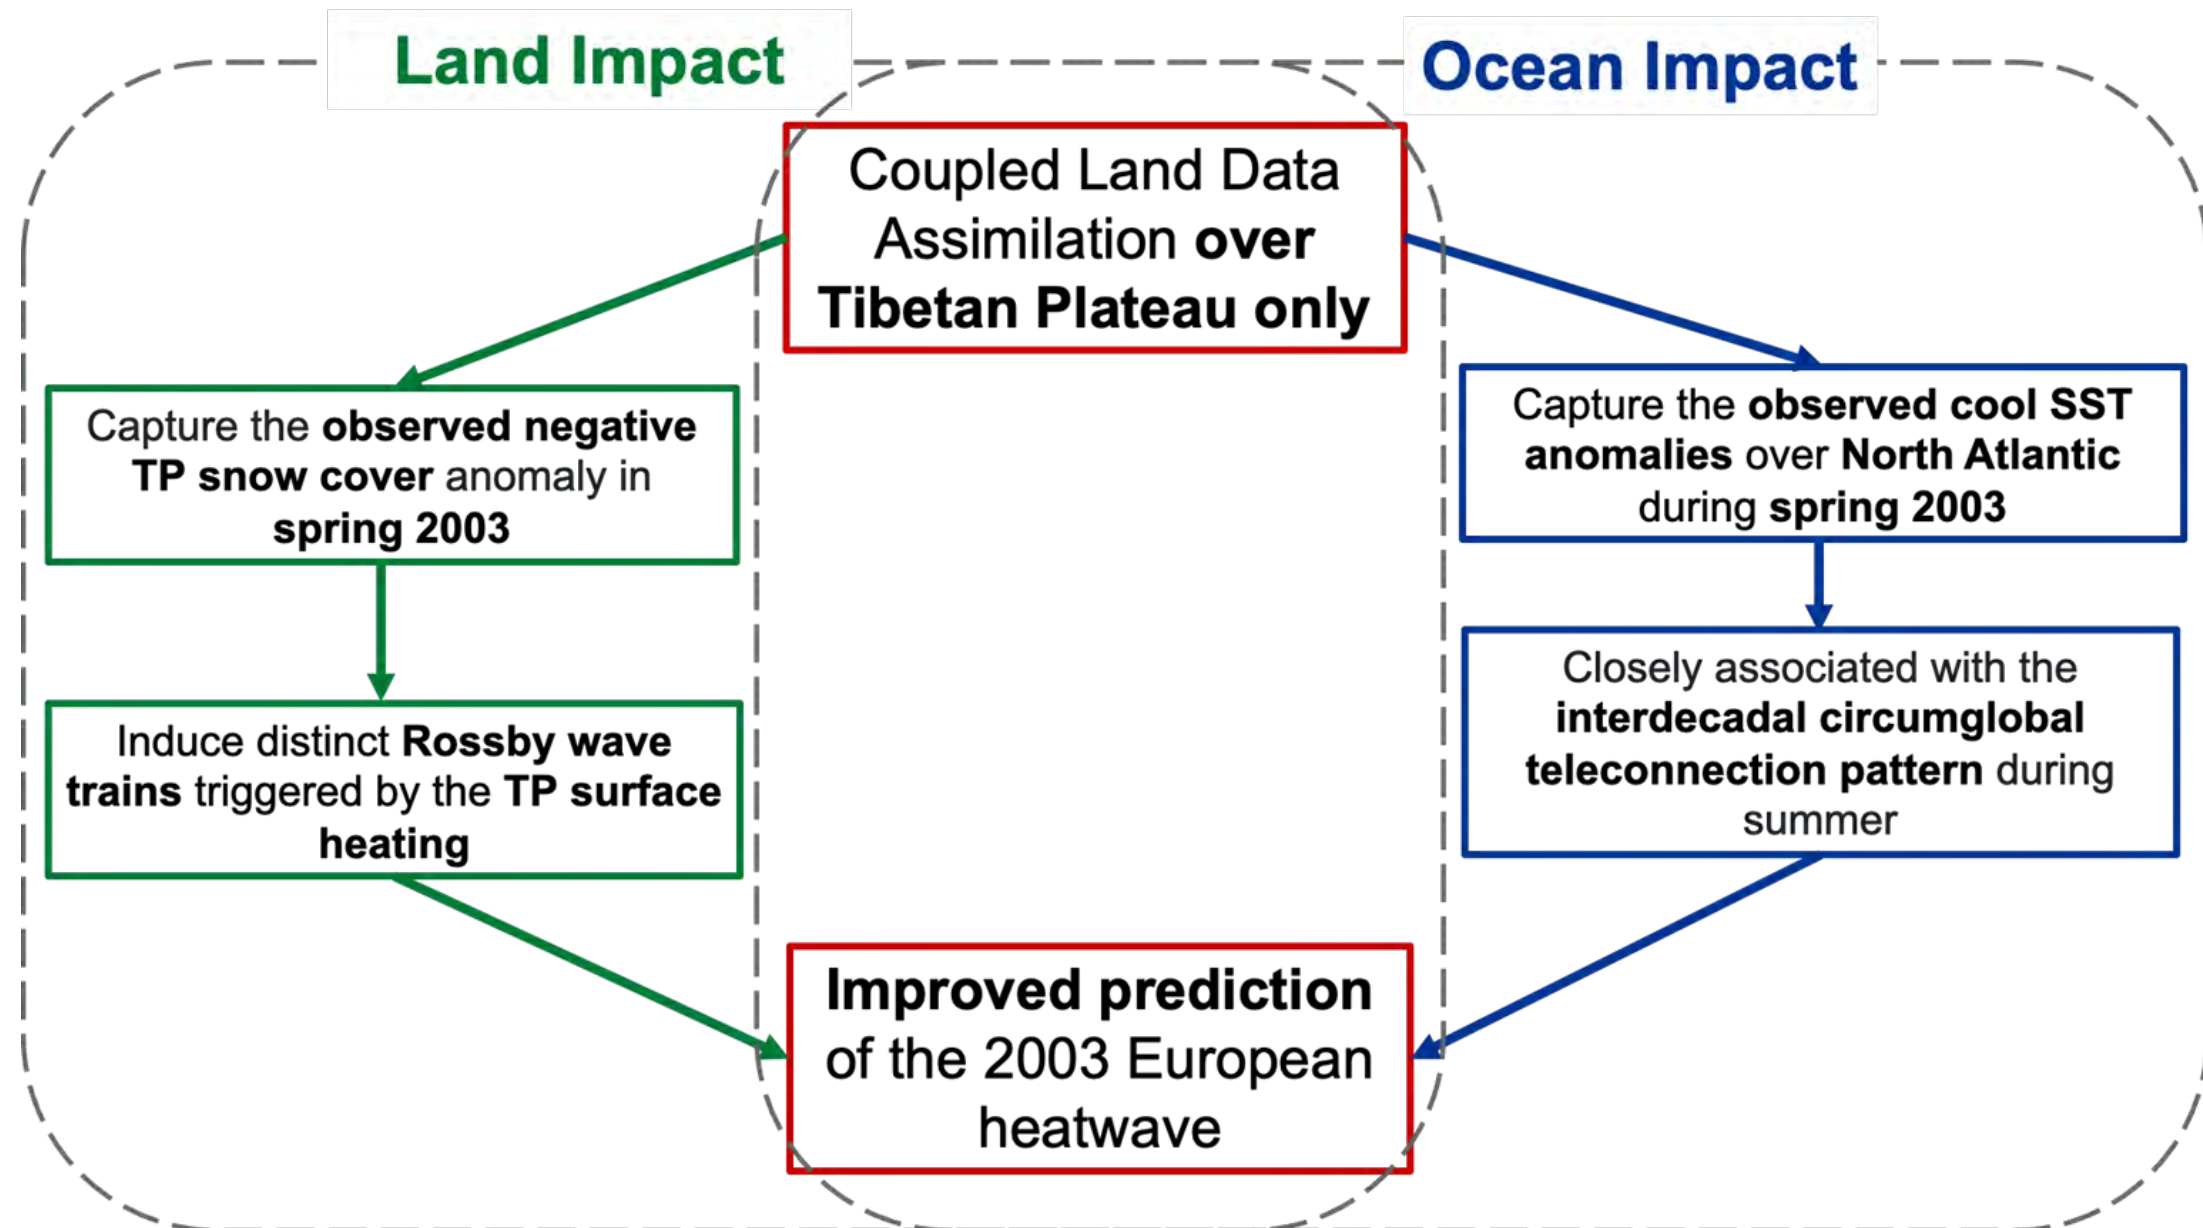 Land Impact
Ocean Impact
Coupled Land Data
Assimilation over
Tibetan Plateau only
Capture the observed negative
TP snow cover anomaly in
spring 2003
Capture the observed cool SST
anomalies over North Atlantic
during spring 2003
Induce distinct Rossby wave
trains triggered by the TP surface
heating
Closely associated with the
interdecadal circumglobal
teleconnection pattern during
summer
Improved prediction
of the 2003 European
heatwave